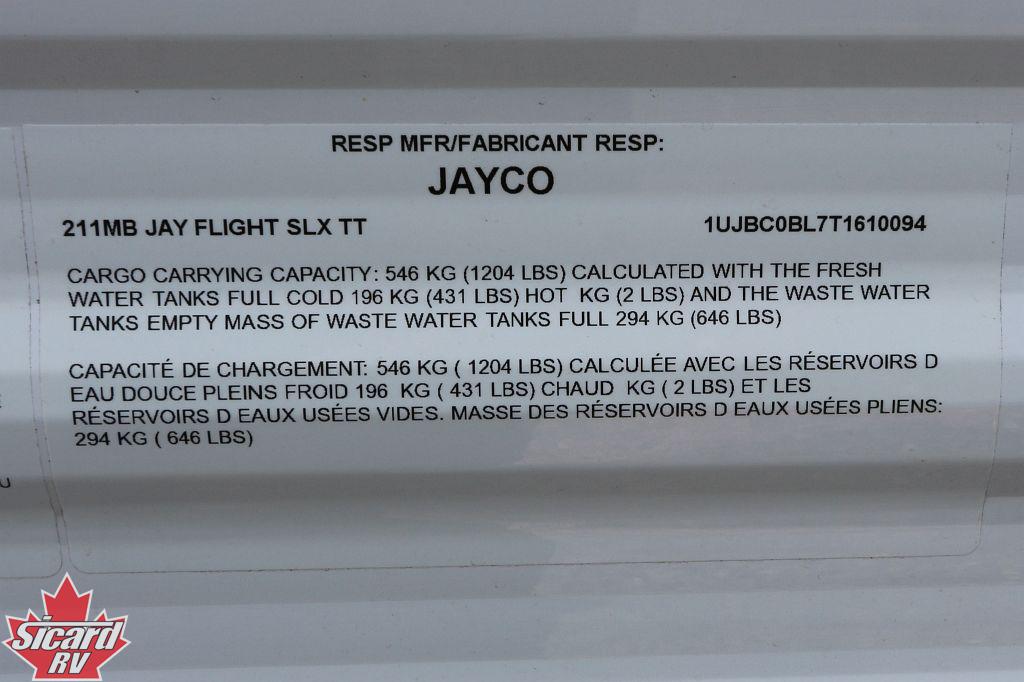 RESP MFR/FABRICANT RESP:
JAYCO
211MB JAY FLIGHT SLX TT 1UJBC0BL7T1610094
CARGO CARRYING CAPACITY: 546 KG (1204 LBS) CALCULATED WITH THE FRESH
WATER TANKS FULL COLD 196 KG (431 LBS) HOT  KG (2 LBS) AND THE WASTE WATER
TANKS EMPTY MASS OF WASTE WATER TANKS FULL 294 KG (646 LBS)
CAPACITÉ DE CHARGEMENT: 546 KG ( 1204 LBS) CALCULÉE AVEC LES RÉSERVOIRS D
EAU DOUCE PLEINS FROID 196  KG ( 431 LBS) CHAUD  KG ( 2 LBS) ET LES
RÉSERVOIRS D EAUX USÉES VIDES. MASSE DES RÉSERVOIRS D EAUX USÉES PLIENS:
294 KG ( 646 LBS)
U
Sicard
RV